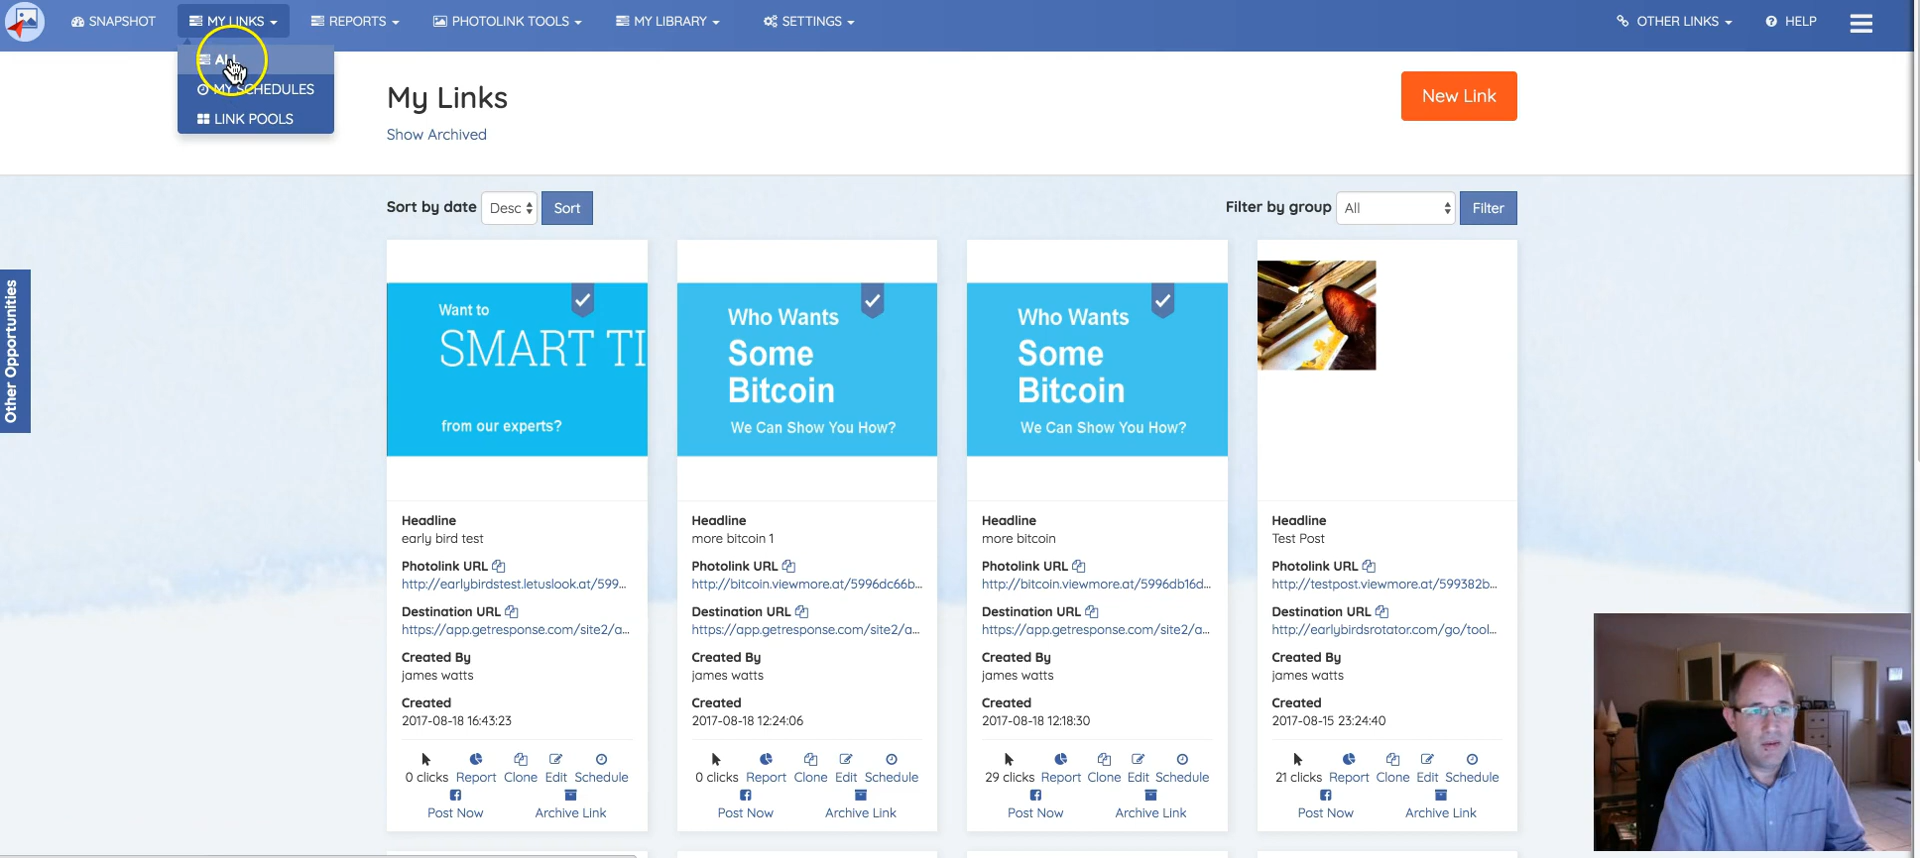 SNAPSHOT MY LINKS REPORTS PHOTOLINK TOOLS MY LIBRARY SETTINGS OTHER LINKS HELP
ALL
MY SCHEDULES
LINK POOLS
My Links
Show Archived
New Link
Other Opportunities
Sort by date Desc Sort Filter by group All Filter
Want to
SMART TI
from our experts?
Headline
early bird test
Photolink URL
http://earlybirdstest.letuslook.at/599...
Destination URL
https://app.getresponse.com/site2/a...
Created By
james watts
Created
2017-08-18 16:43:23
0 clicks Report Clone Edit Schedule
Post Now Archive Link
Who Wants
Some
Bitcoin
We Can Show You How?
Headline
more bitcoin 1
Photolink URL
http://bitcoin.viewmore.at/5996dc66b...
Destination URL
https://app.getresponse.com/site2/a...
Created By
james watts
Created
2017-08-18 12:24:06
0 clicks Report Clone Edit Schedule
Post Now Archive Link
Who Wants
Some
Bitcoin
We Can Show You How?
Headline
more bitcoin
Photolink URL
http://bitcoin.viewmore.at/5996db16d...
Destination URL
https://app.getresponse.com/site2/a...
Created By
james watts
Created
2017-08-18 12:18:30
29 clicks Report Clone Edit Schedule
Post Now Archive Link
Headline
Test Post
Photolink URL
http://testpost.viewmore.at/599382b...
Destination URL
http://earlybirdsrotator.com/go/tool...
Created By
james watts
Created
2017-08-15 23:24:40
21 clicks Report Clone Edit Schedule
Post Now Archive Link